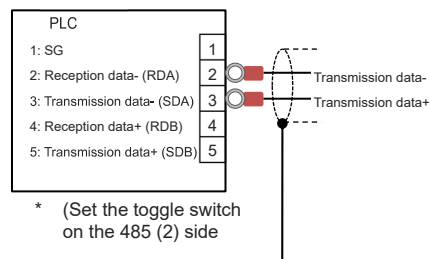 PLC
1: SG 1
2: Reception data- (RDA) 2 Transmission data-
3: Transmission data- (SDA) 3 Transmission data+
4: Reception data+ (RDB) 4
5: Transmission data+ (SDB) 5
* (Set the toggle switch
on the 485 (2) side